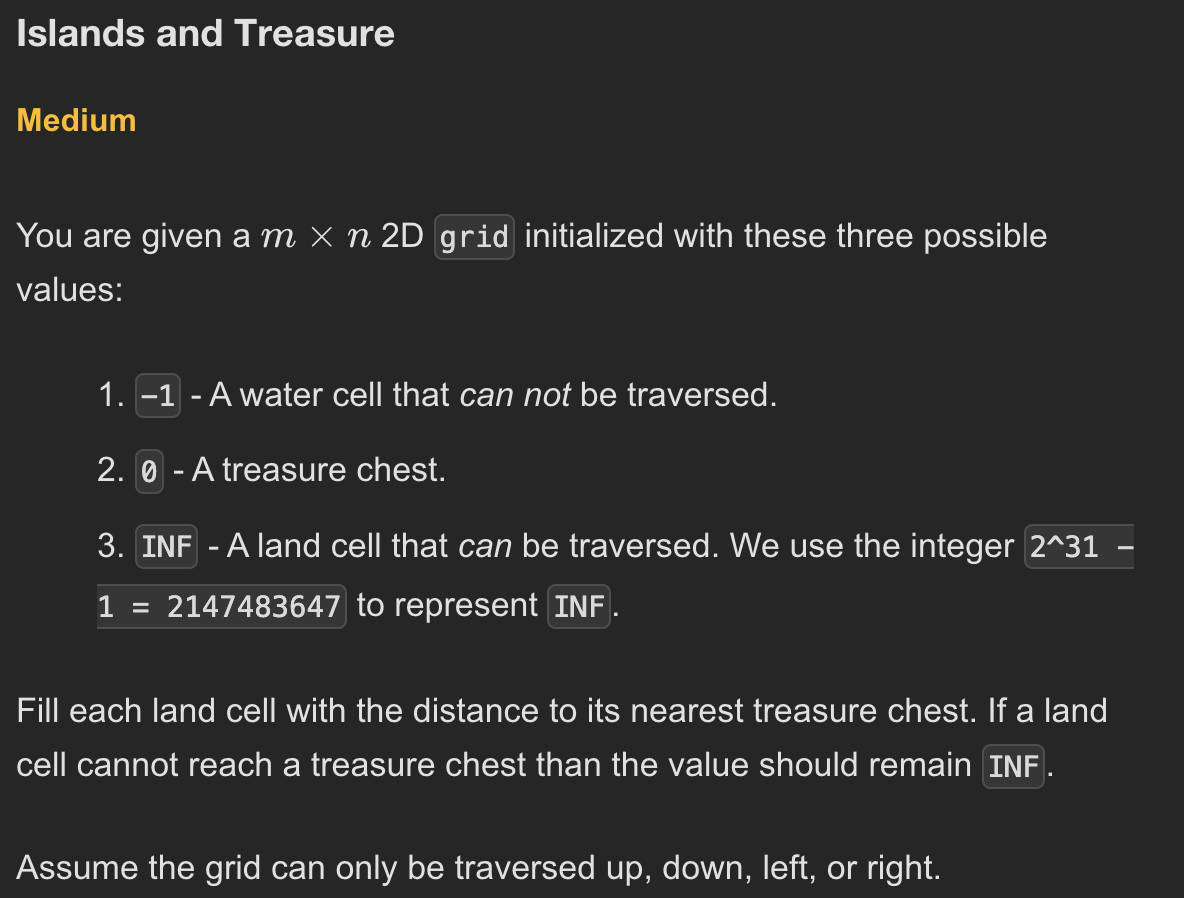 Islands and Treasure
Medium
You are given a m × n 2D grid initialized with these three possible
values:
1. -1 - A water cell that can not be traversed.
2. 0 - A treasure chest.
3. INF - A land cell that can be traversed. We use the integer 2^31 -
1 = 2147483647 to represent INF.
Fill each land cell with the distance to its nearest treasure chest. If a land
cell cannot reach a treasure chest than the value should remain INF.
Assume the grid can only be traversed up, down, left, or right.